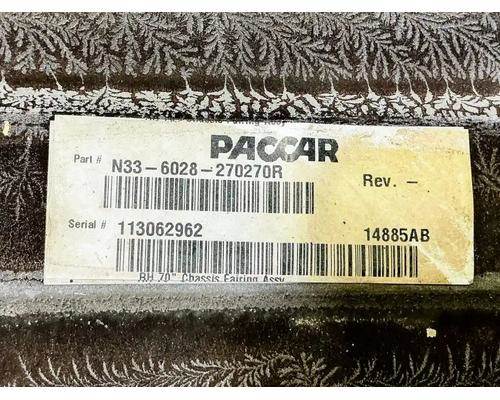 PACCAR
Part # N33-6028-270270R Rev. -
Serial # 113062962 14885AB
RH 70" Chassis Fairing Assy